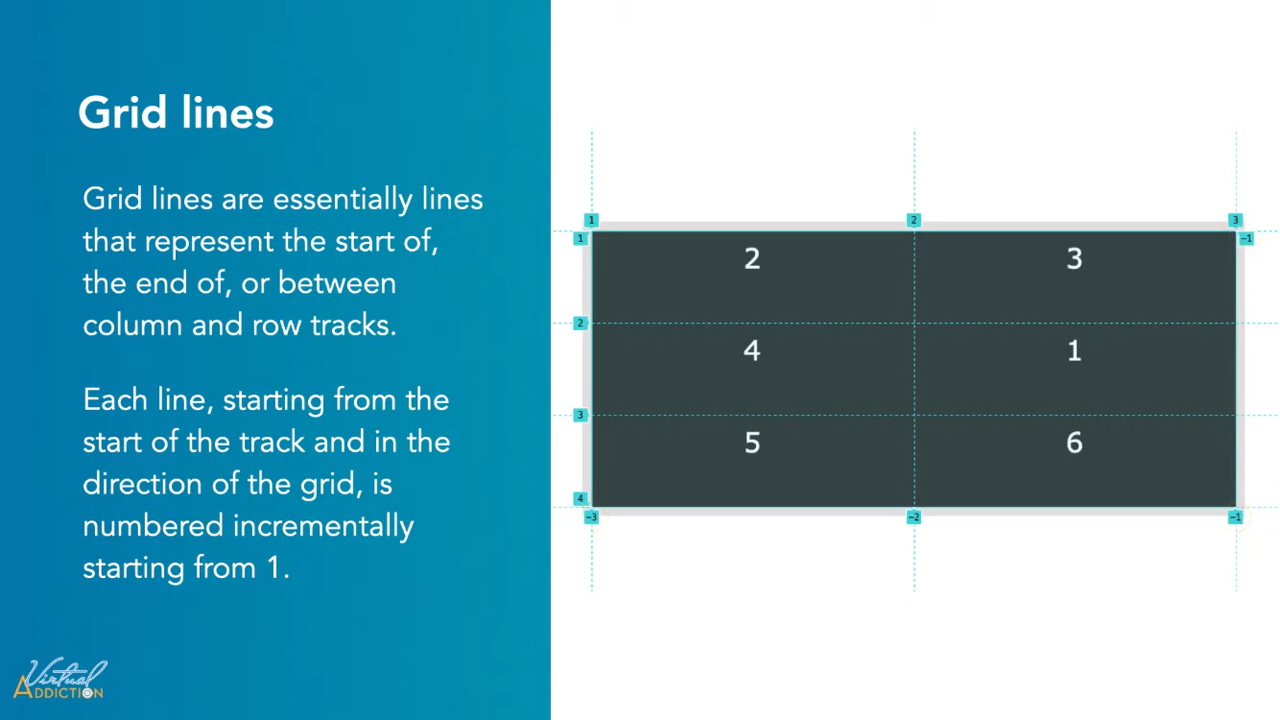 Grid lines
Grid lines are essentially lines
that represent the start of,
the end of, or between
column and row tracks.
Each line, starting from the
start of the track and in the
direction of the grid, is
numbered incrementally
starting from 1.
Virtual
ADDICTION
1 2 3
1 -1
2 3
2
4 1
3
5 6
4
-3 -2 -1